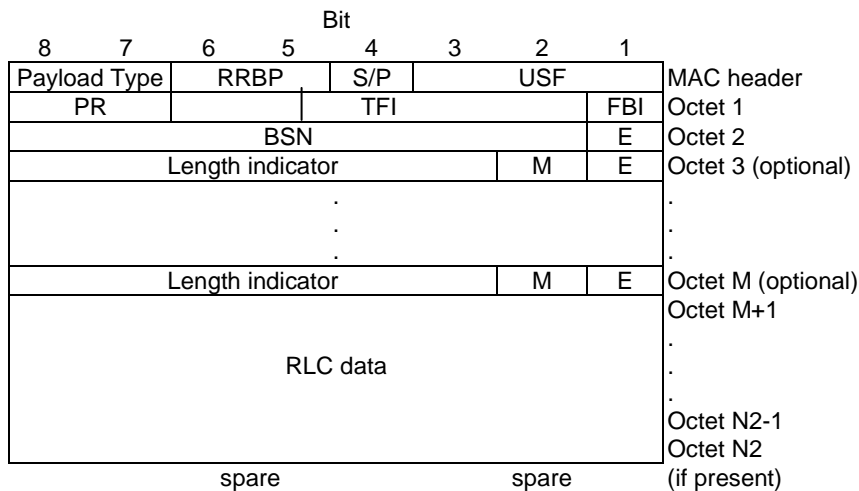 Bit
8 7 6 5 4 3 2 1
Payload Type RRBP S/P USF MAC header
PR TFI FBI Octet 1
BSN E Octet 2
Length indicator M E Octet 3 (optional)
. .
. .
. .
Length indicator M E Octet M (optional)
Octet M+1
.
RLC data .
.
Octet N2-1
Octet N2
spare spare (if present)